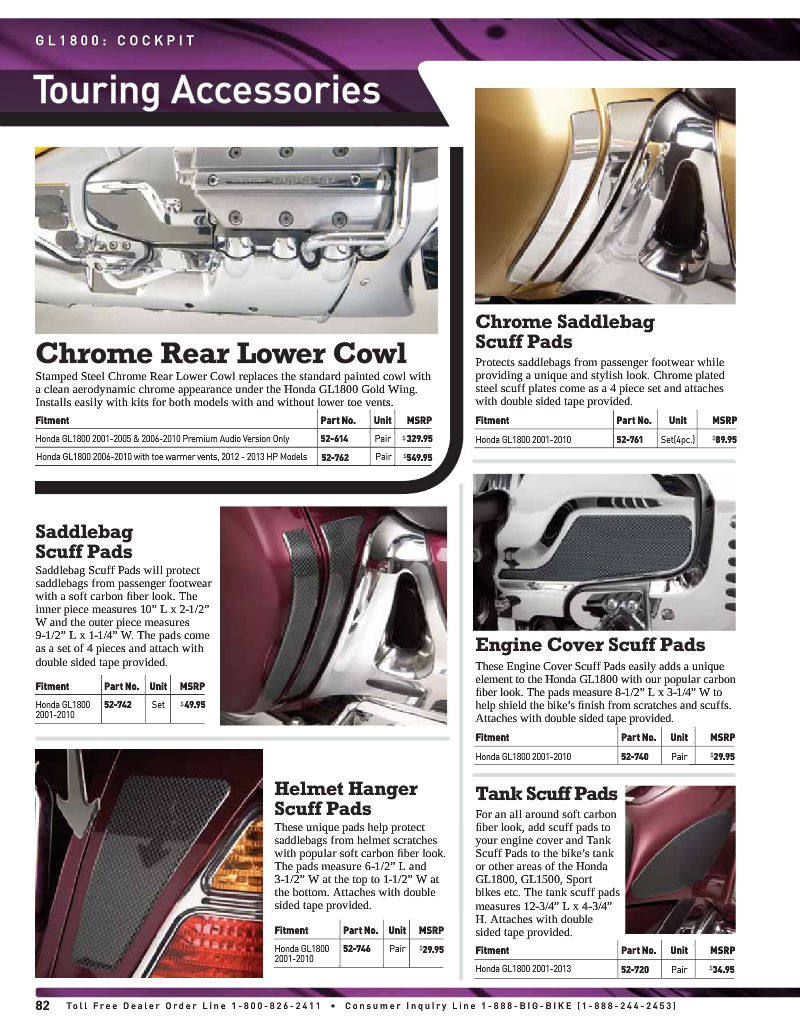 GL1800: COCKPIT
Touring Accessories
Chrome Rear Lower Cowl
Stamped Steel Chrome Rear Lower Cowl replaces the standard painted cowl with
a clean aerodynamic chrome appearance under the Honda GL1800 Gold Wing.
Installs easily with kits for both models with and without lower toe vents.
Fitment Part No. Unit MSRP
Honda GL1800 2001-2005 & 2006-2010 Premium Audio Version Only 52-614 Pair $329.95
Honda GL1800 2006-2010 with toe warmer vents, 2012 - 2013 HP Models 52-762 Pair $549.95
Chrome Saddlebag
Scuff Pads
Protects saddlebags from passenger footwear while
providing a unique and stylish look. Chrome plated
steel scuff plates come as a 4 piece set and attaches
with double sided tape provided.
Fitment Part No. Unit MSRP
Honda GL1800 2001-2010 52-761 Set(4pc.) $89.95
Saddlebag
Scuff Pads
Saddlebag Scuff Pads will protect
saddlebags from passenger footwear
with a soft carbon fiber look. The
inner piece measures 10” L x 2-1/2”
W and the outer piece measures
9-1/2” L x 1-1/4” W. The pads come
as a set of 4 pieces and attach with
double sided tape provided.
Fitment Part No. Unit MSRP
Honda GL1800 52-742 Set $49.95
2001-2010
Engine Cover Scuff Pads
These Engine Cover Scuff Pads easily adds a unique
element to the Honda GL1800 with our popular carbon
fiber look. The pads measure 8-1/2” L x 3-1/4” W to
help shield the bike’s finish from scratches and scuffs.
Attaches with double sided tape provided.
Fitment Part No. Unit MSRP
Honda GL1800 2001-2010 52-740 Pair $29.95
Helmet Hanger
Scuff Pads
These unique pads help protect
saddlebags from helmet scratches
with popular soft carbon fiber look.
The pads measure 6-1/2” L and
3-1/2” W at the top to 1-1/2” W at
the bottom. Attaches with double
sided tape provided.
Fitment Part No. Unit MSRP
Honda GL1800 52-746 Pair $29.95
2001-2010
Tank Scuff Pads
For an all around soft carbon
fiber look, add scuff pads to
your engine cover and Tank
Scuff Pads to the bike’s tank
or other areas of the Honda
GL1800, GL1500, Sport
bikes etc. The tank scuff pads
measures 12-3/4” L x 4-3/4”
H. Attaches with double
sided tape provided.
Fitment Part No. Unit MSRP
Honda GL1800 2001-2013 52-720 Pair $34.95
82 Toll Free Dealer Order Line 1-800-826-2411 • Consumer Inquiry Line 1-888-BIG-BIKE (1-888-244-2453)